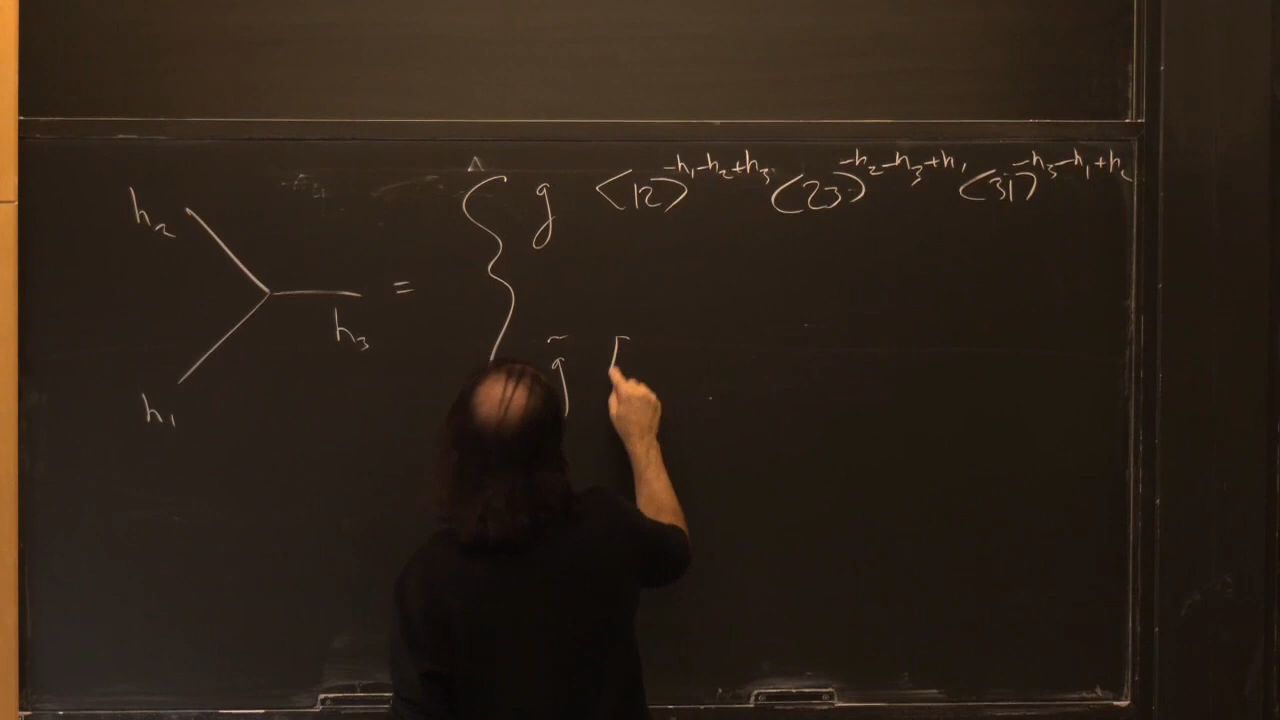 h₂
g ⟨12⟩^{-h₁-h₂+h₃} ⟨23⟩^{-h₂-h₃+h₁} ⟨31⟩^{-h₃-h₁+h₂}
=
h₃
g̃ [
h₁